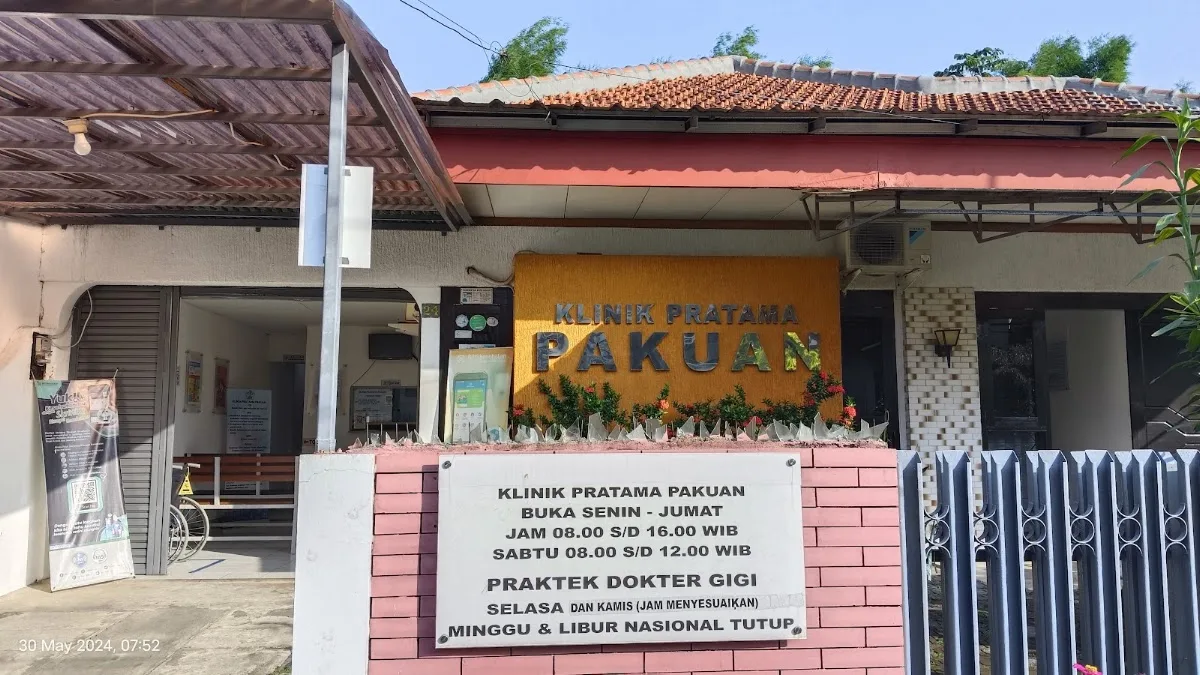 KLINIK PRATAMA
PAKUAN
KLINIK PRATAMA PAKUAN
BUKA SENIN - JUMAT
JAM 08.00 S/D 16.00 WIB
SABTU 08.00 S/D 12.00 WIB
PRAKTEK DOKTER GIGI
SELASA DAN KAMIS (JAM MENYESUAIKAN)
MINGGU & LIBUR NASIONAL TUTUP
30 May 2024, 07:52